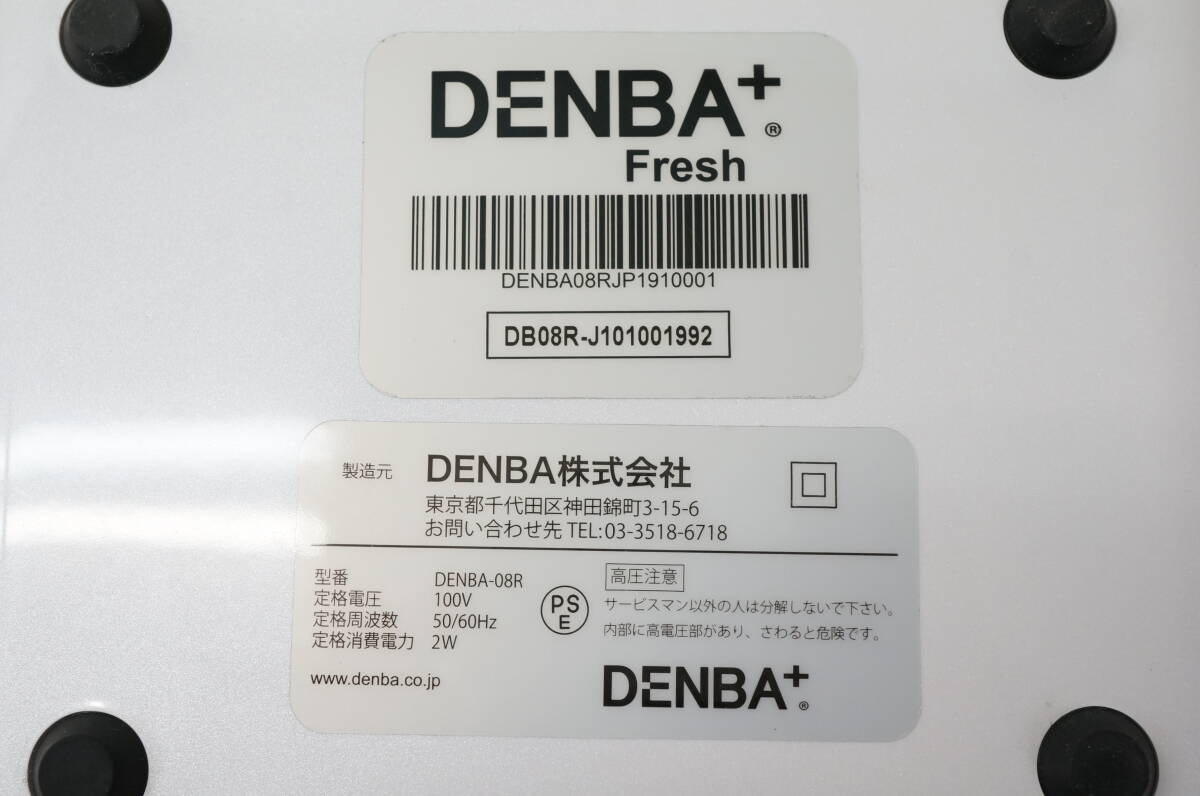 DENBA+®
Fresh
DENBA08RJP1910001
DB08R-J101001992
製造元 DENBA株式会社
東京都千代田区神田錦町3-15-6
お問い合わせ先 TEL:03-3518-6718
型番 DENBA-08R
定格電圧 100V
定格周波数 50/60Hz
定格消費電力 2W
PS
E
高圧注意
サービスマン以外の人は分解しないで下さい。
内部に高電圧部があり、さわると危険です。
www.denba.co.jp
DENBA+®